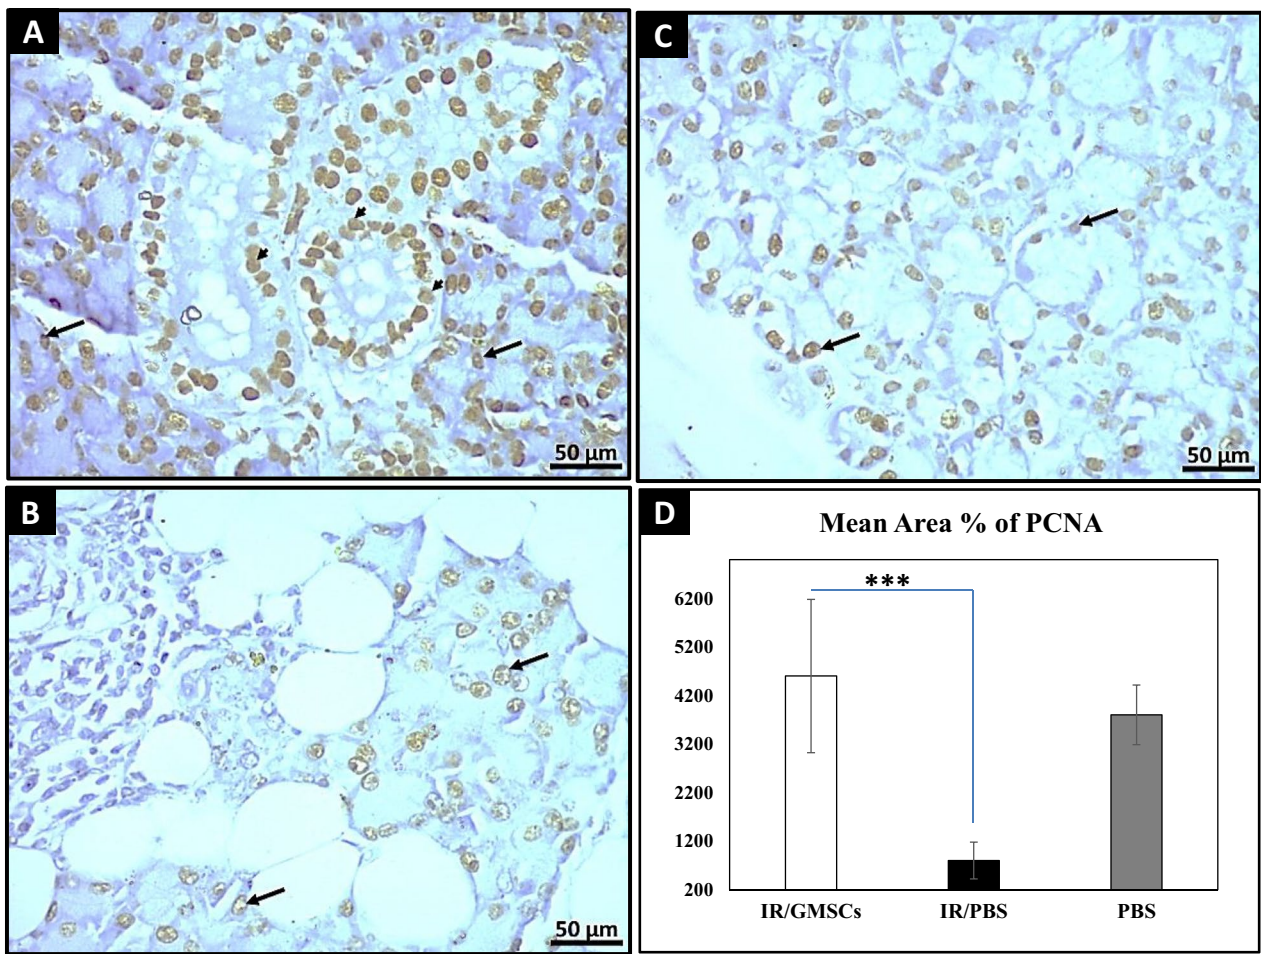 A
50 µm
C
50 µm
B
50 µm
D
Mean Area % of PCNA
***
6200
5200
4200
3200
2200
1200
200
IR/GMSCs IR/PBS PBS